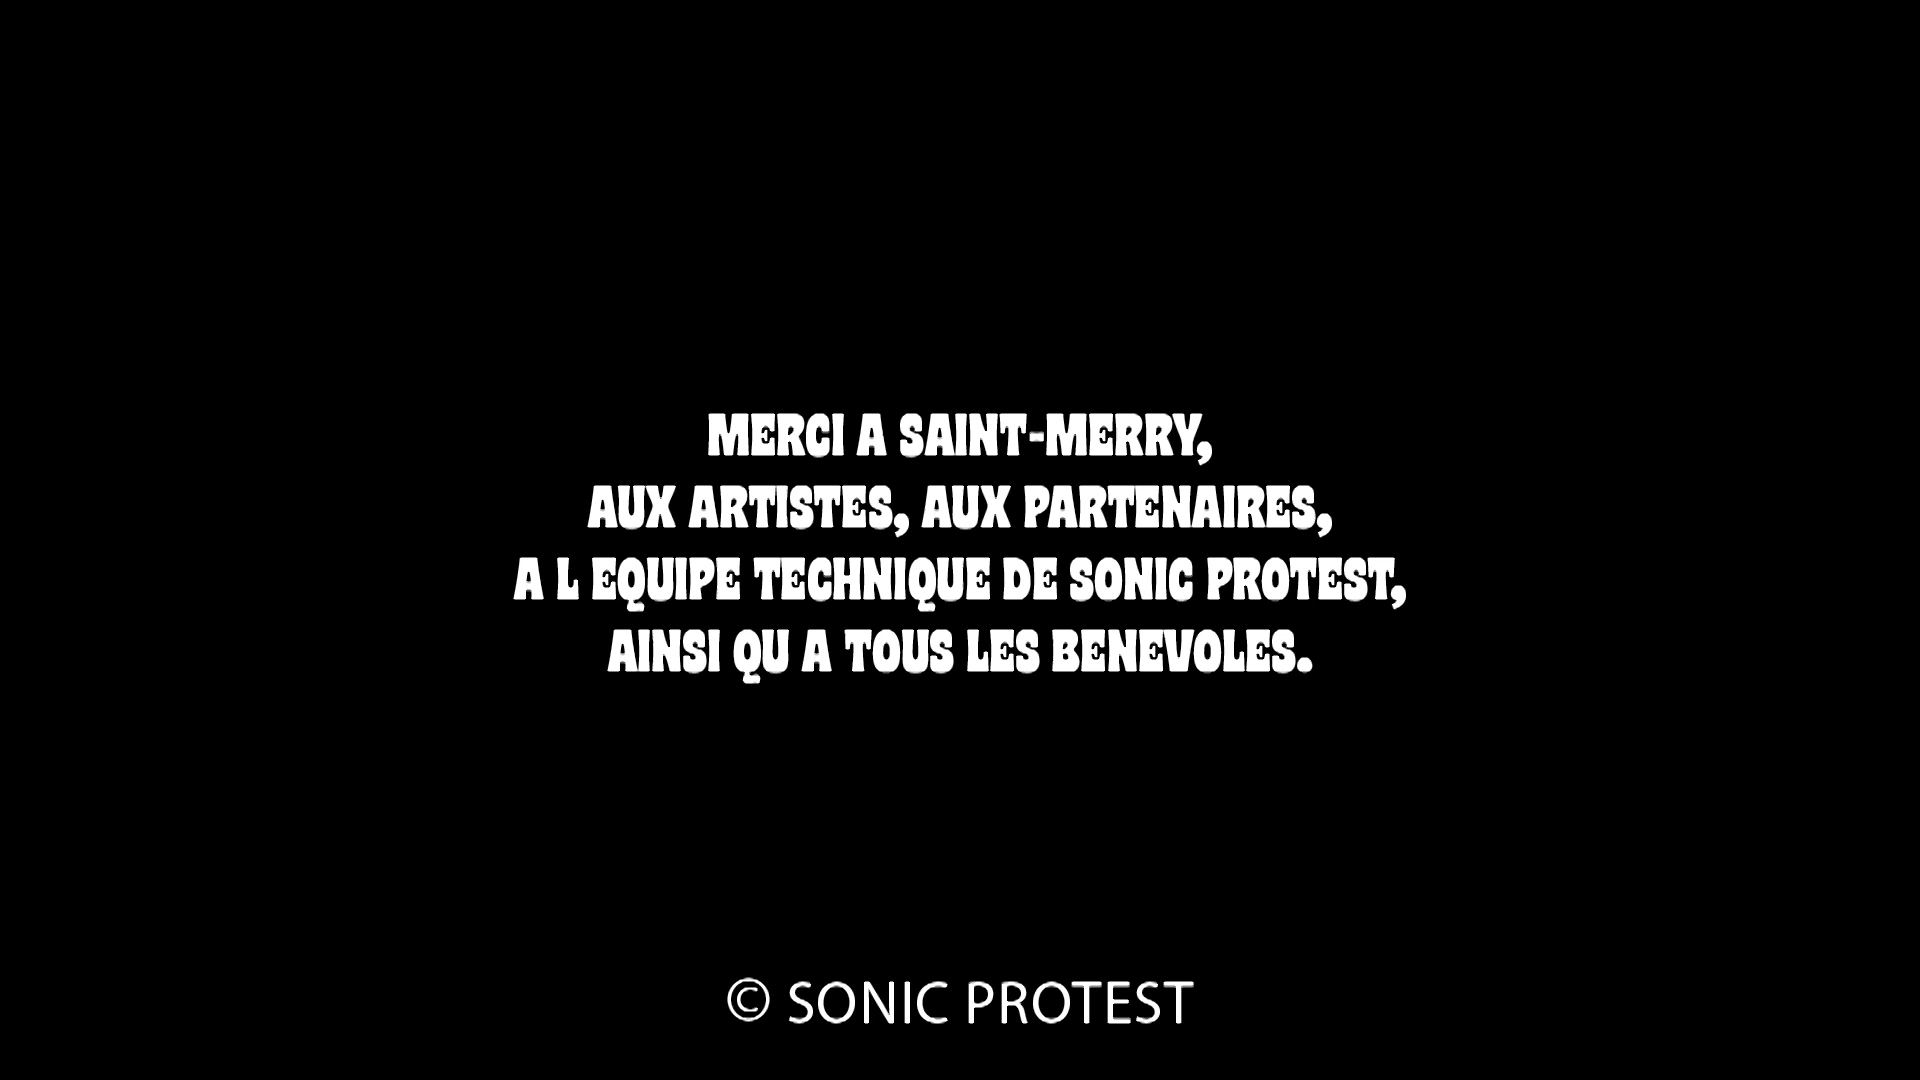 MERCI A SAINT-MERRY,
AUX ARTISTES, AUX PARTENAIRES,
A L EQUIPE TECHNIQUE DE SONIC PROTEST,
AINSI QU A TOUS LES BENEVOLES.
© SONIC PROTEST